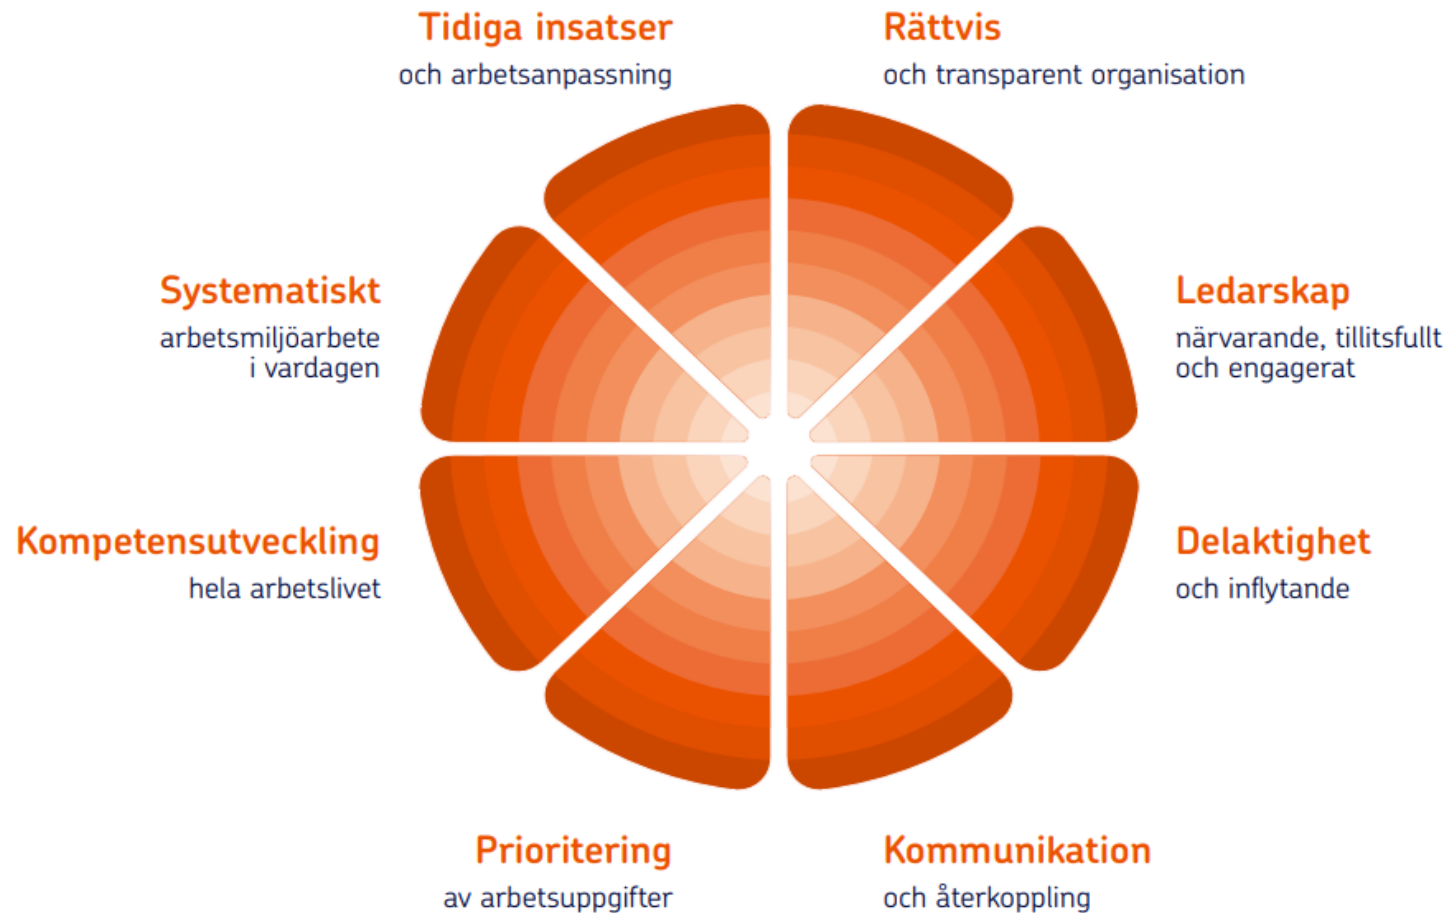 Tidiga insatser
och arbetsanpassning
Rättvis
och transparent organisation
Systematiskt
arbetsmiljöarbete
i vardagen
Ledarskap
närvarande, tillitsfullt
och engagerat
Kompetensutveckling
hela arbetslivet
Delaktighet
och inflytande
Prioritering
av arbetsuppgifter
Kommunikation
och återkoppling